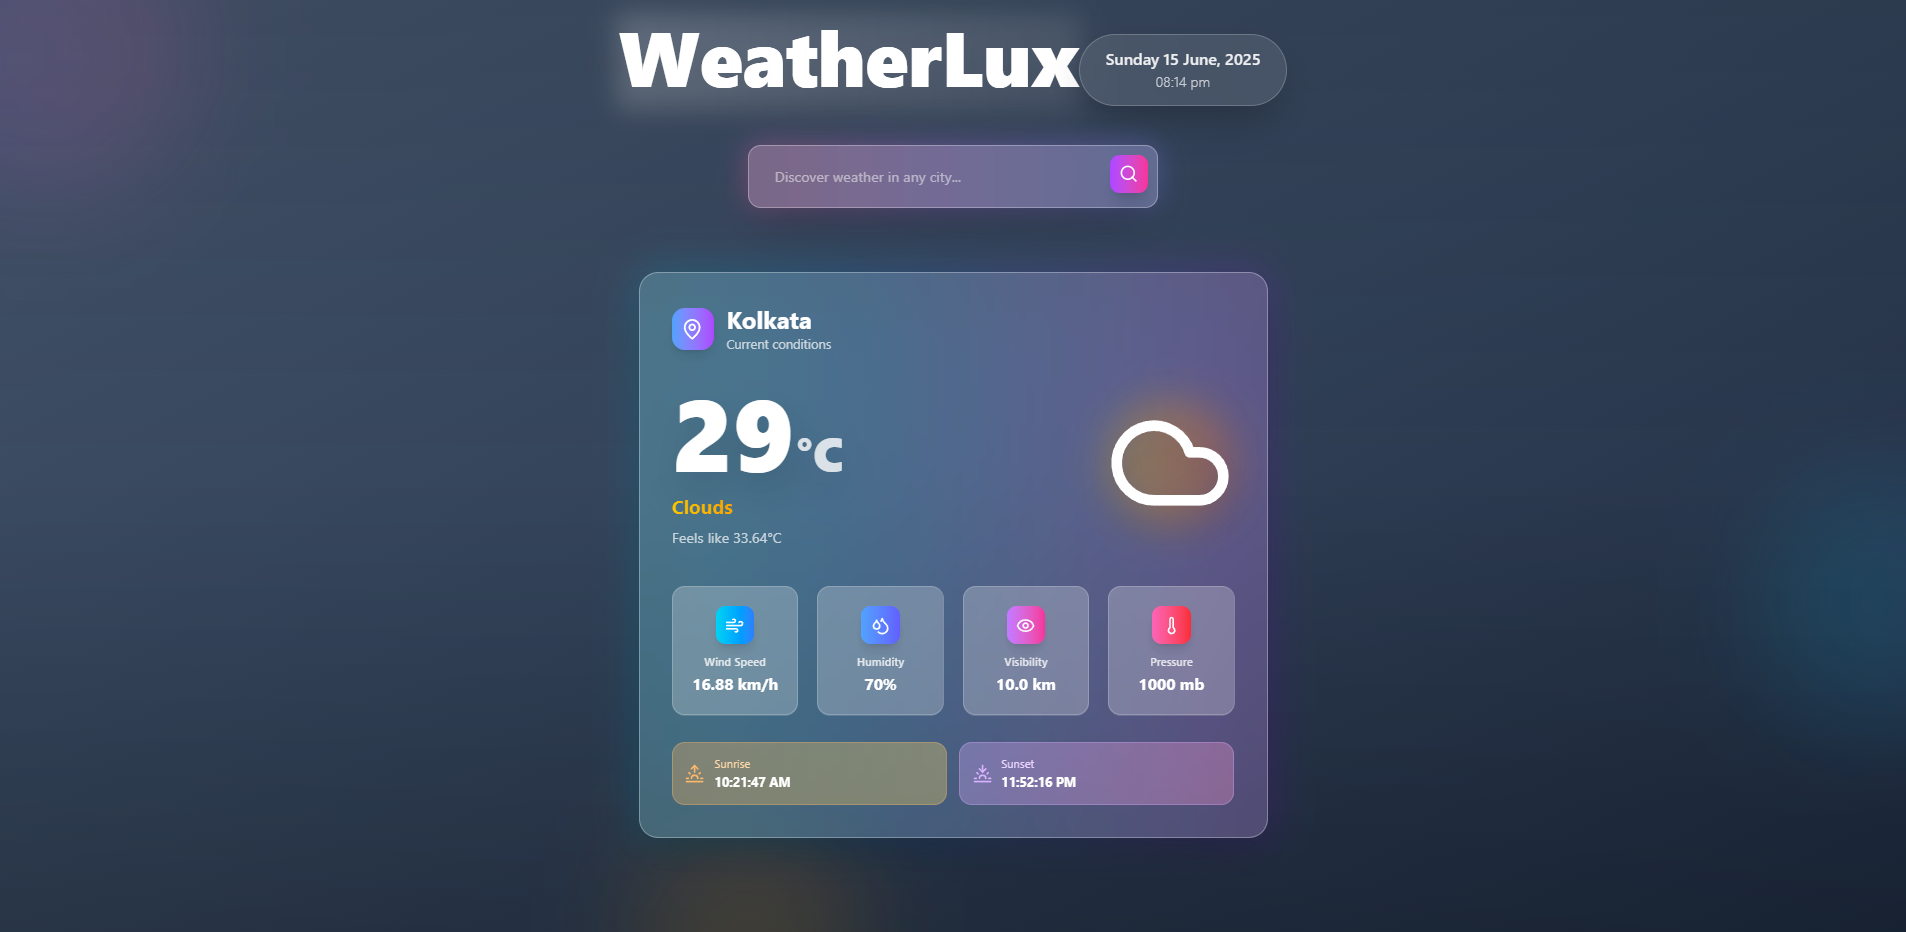 WeatherLux
Sunday 15 June, 2025
08:14 pm
Discover weather in any city...
Kolkata
Current conditions
29°C
Clouds
Feels like 33.64°C
Wind Speed
16.88 km/h
Humidity
70%
Visibility
10.0 km
Pressure
1000 mb
Sunrise
10:21:47 AM
Sunset
11:52:16 PM